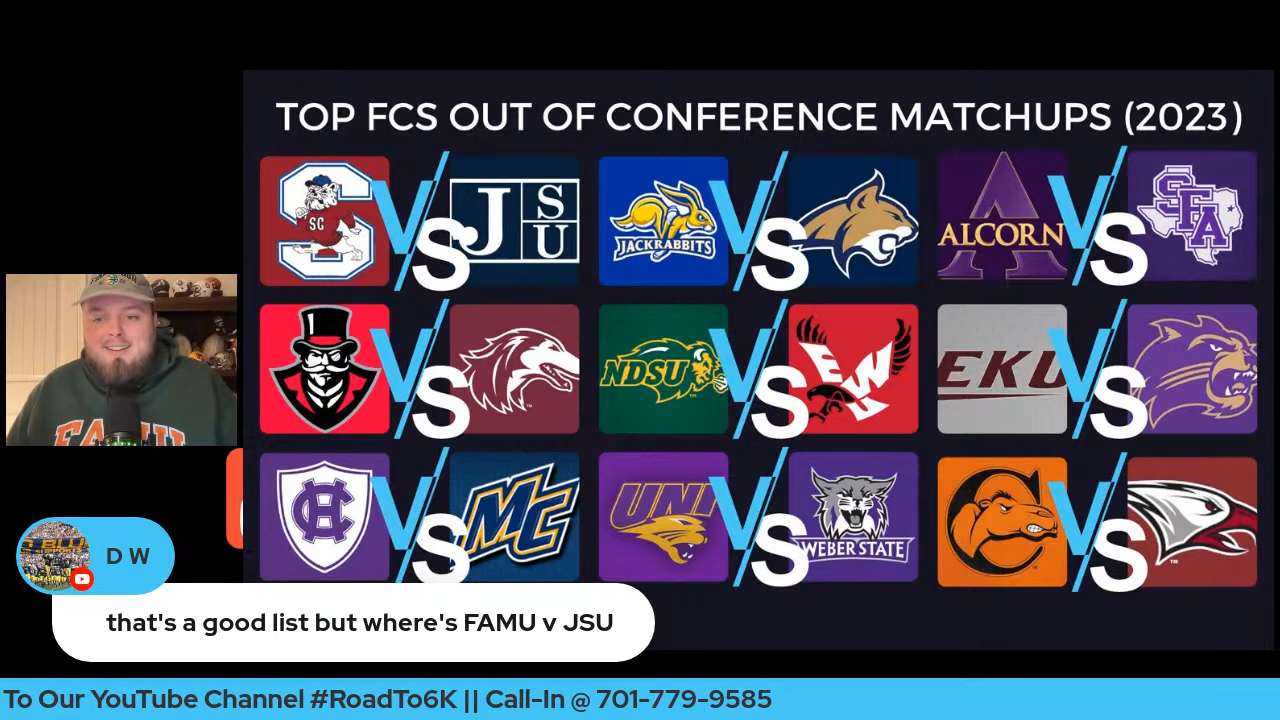 TOP FCS OUT OF CONFERENCE MATCHUPS (2023)
SC
VS
J
S
U
JACKRABBITS
VS
ALCORN
VS
SFA
VS
NDSU
VS
EWU
EKU
VS
FAMU
HC
VS
MC
UNI
VS
WEBER STATE
C
VS
D W
that's a good list but where's FAMU v JSU
To Our YouTube Channel #RoadTo6K || Call-In @ 701-779-9585